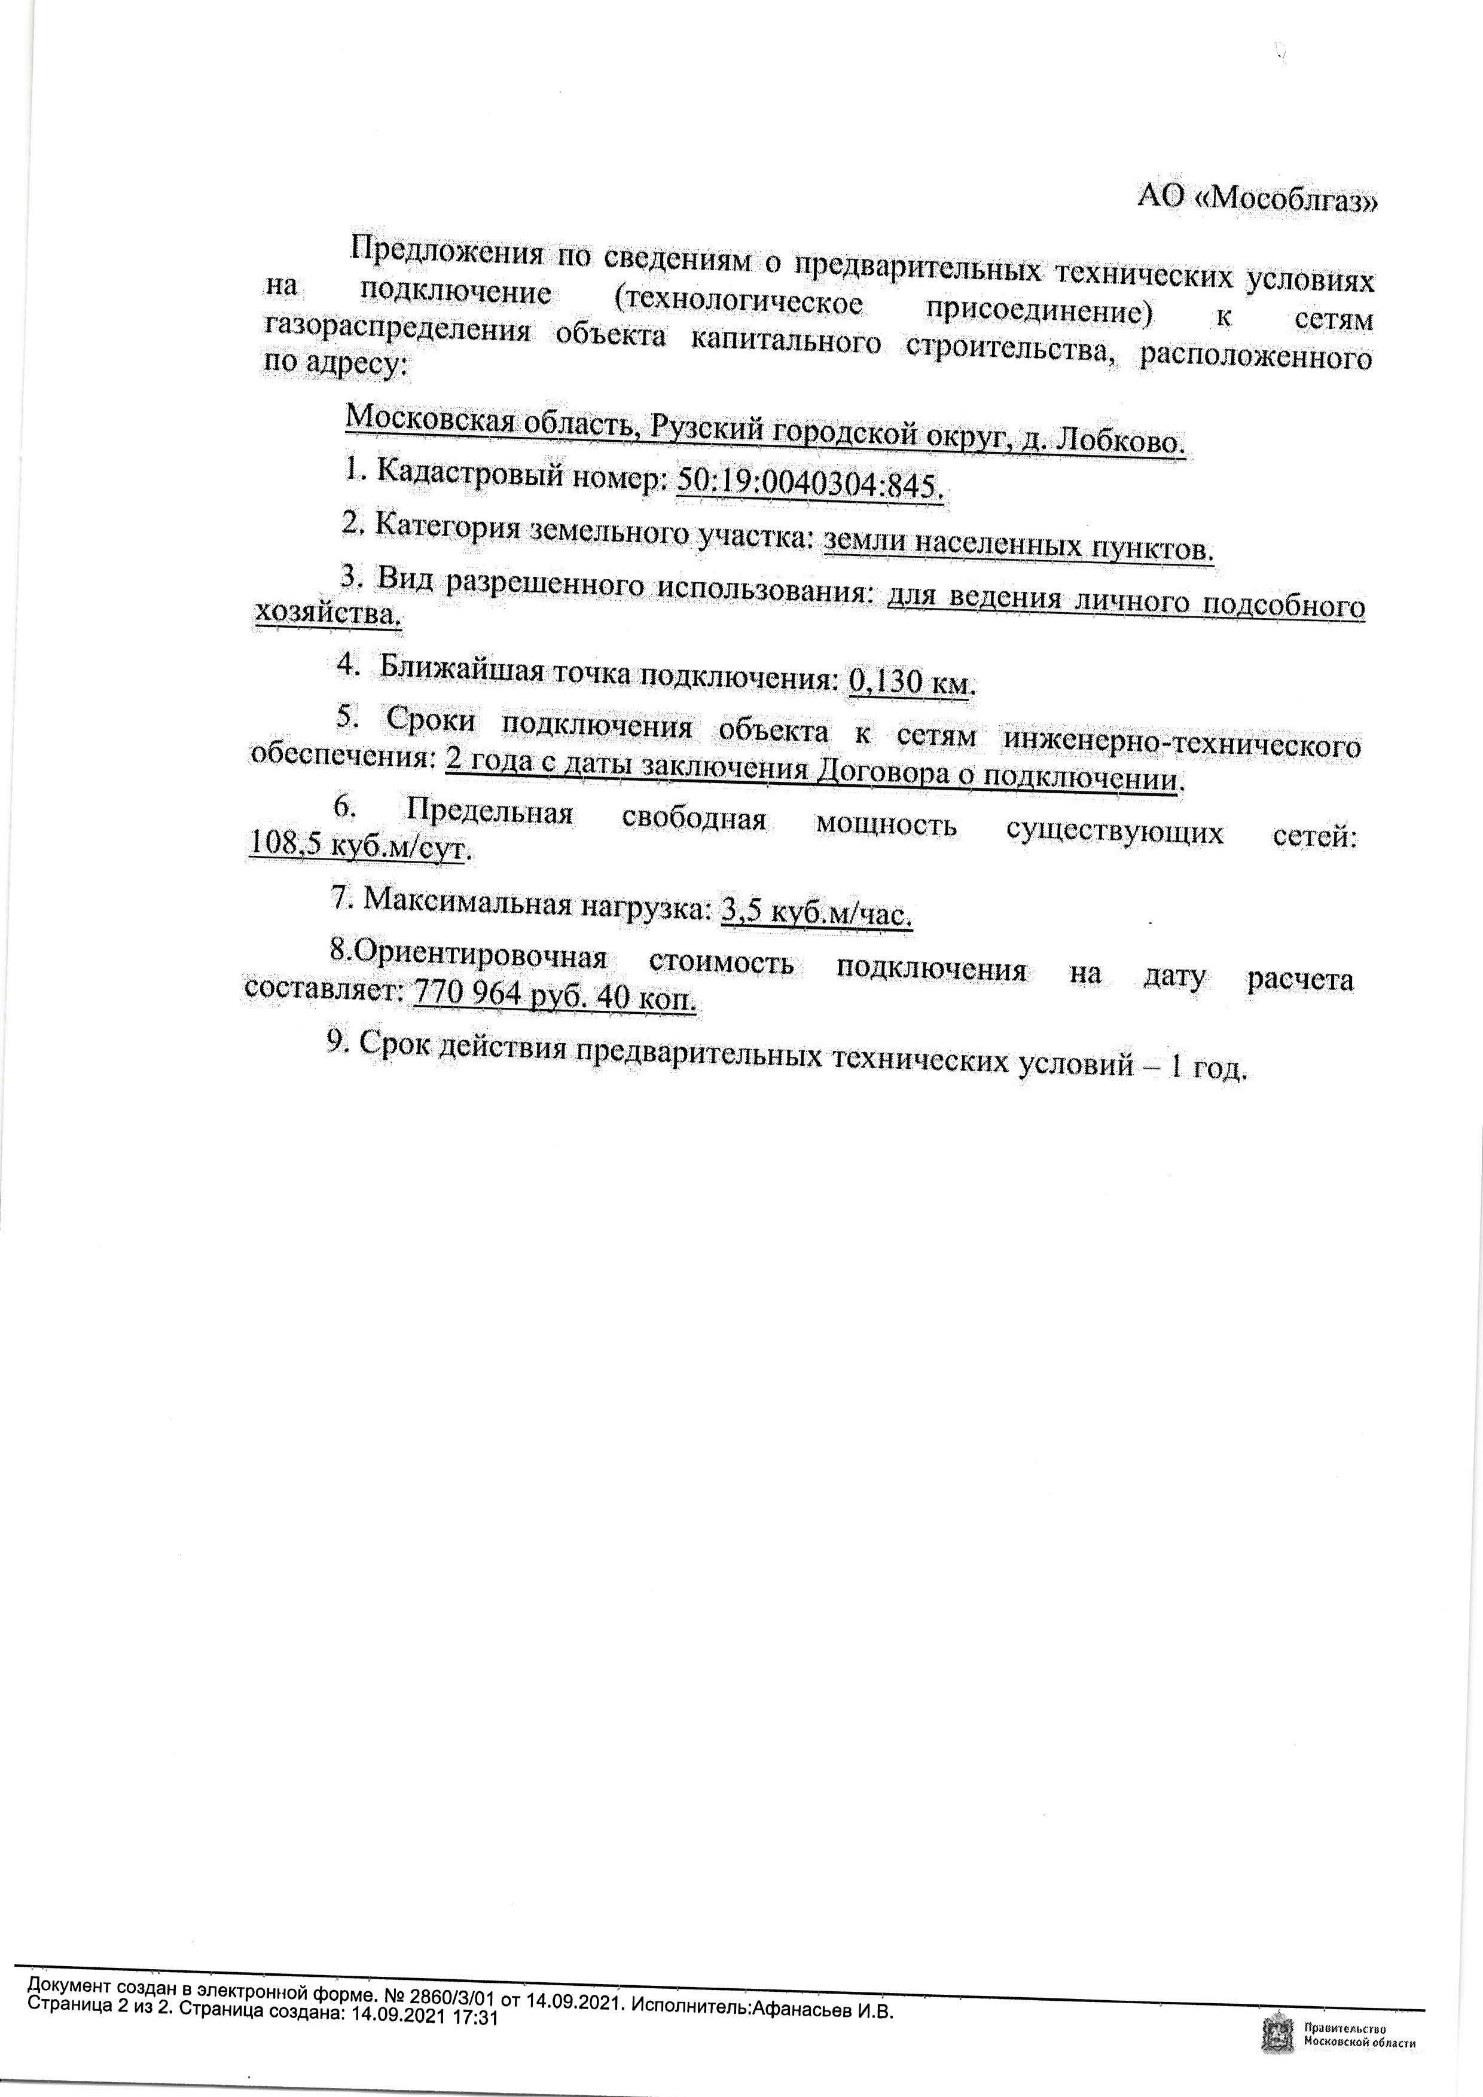 АО «Мособлгаз»
Предложения по сведениям о предварительных технических условиях
на подключение (технологическое присоединение) к сетям
газораспределения объекта капитального строительства, расположенного
по адресу:
Московская область, Рузский городской округ, д. Лобково.
1. Кадастровый номер: 50:19:0040304:845.
2. Категория земельного участка: земли населенных пунктов.
3. Вид разрешенного использования: для ведения личного подсобного
хозяйства.
4. Ближайшая точка подключения: 0,130 км.
5. Сроки подключения объекта к сетям инженерно-технического
обеспечения: 2 года с даты заключения Договора о подключении.
6. Предельная свободная мощность существующих сетей:
108,5 куб.м/сут.
7. Максимальная нагрузка: 3,5 куб.м/час.
8.Ориентировочная стоимость подключения на дату расчета
составляет: 770 964 руб. 40 коп.
9. Срок действия предварительных технических условий – 1 год.
Документ создан в электронной форме. № 2860/3/01 от 14.09.2021. Исполнитель:Афанасьев И.В.
Страница 2 из 2. Страница создана: 14.09.2021 17:31
Правительство
Московской области